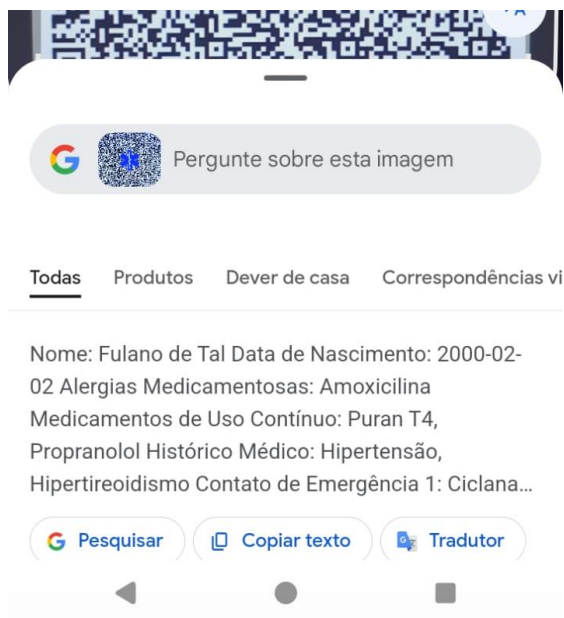 Pergunte sobre esta imagem
Todas Produtos Dever de casa Correspondências vi
Nome: Fulano de Tal Data de Nascimento: 2000-02-
02 Alergias Medicamentosas: Amoxicilina
Medicamentos de Uso Contínuo: Puran T4,
Propranolol Histórico Médico: Hipertensão,
Hipertireoidismo Contato de Emergência 1: Ciclana...
Pesquisar Copiar texto Tradutor